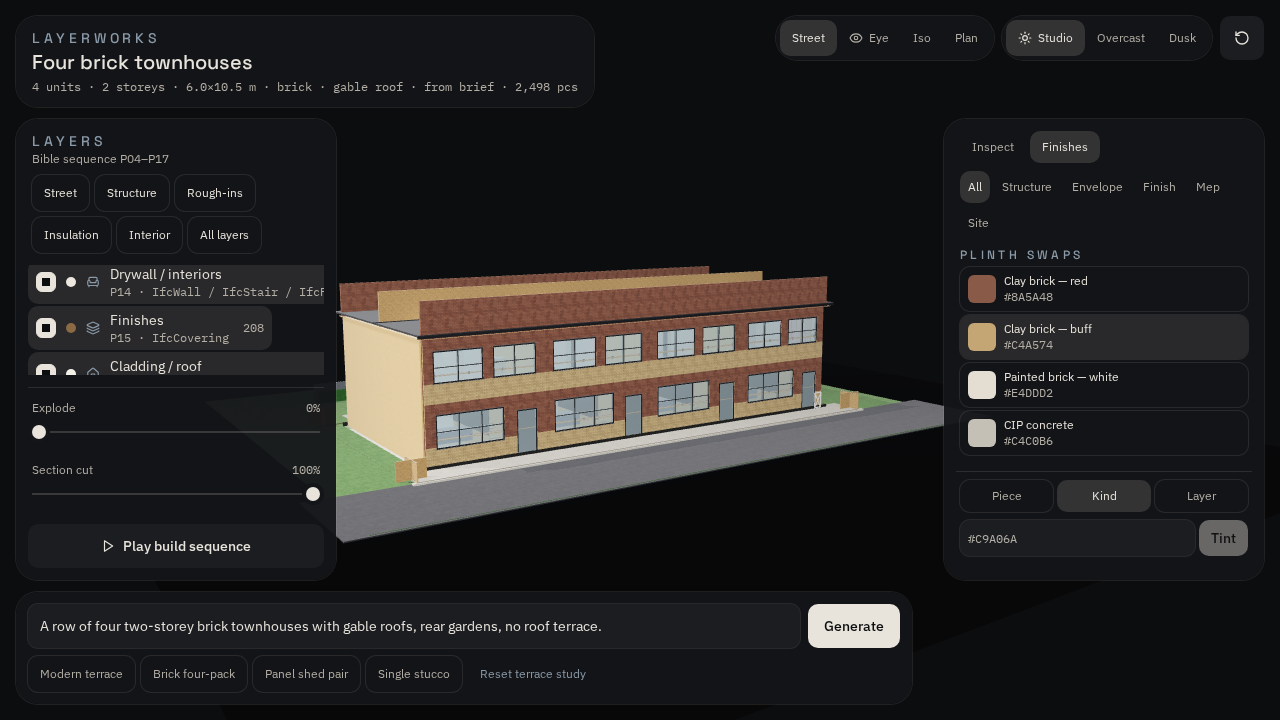 LAYERWORKS
Four brick townhouses
4 units · 2 storeys · 6.0×10.5 m · brick · gable roof · from brief · 2,498 pcs
Street
Eye
Iso
Plan
Studio
Overcast
Dusk
LAYERS
Bible sequence P04–P17
Street
Structure
Rough-ins
Insulation
Interior
All layers
Drywall / interiors
P14 · IfcWall / IfcStair / IfcF
Finishes
P15 · IfcCovering
208
Cladding / roof
Explode
0%
Section cut
100%
Play build sequence
Inspect
Finishes
All
Structure
Envelope
Finish
Mep
Site
PLINTH SWAPS
Clay brick — red
#8A5A48
Clay brick — buff
#C4A574
Painted brick — white
#E4DDD2
CIP concrete
#C4C0B6
Piece
Kind
Layer
#C9A06A
Tint
A row of four two-storey brick townhouses with gable roofs, rear gardens, no roof terrace.
Generate
Modern terrace
Brick four-pack
Panel shed pair
Single stucco
Reset terrace study